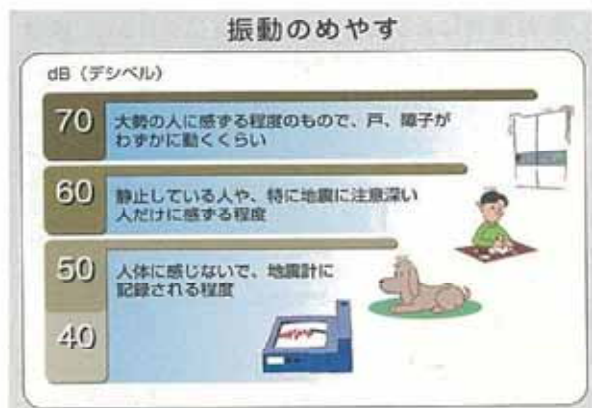 振動のめやす
dB（デシベル）
70
大勢の人に感ずる程度のもので、戸、障子が
わずかに動くくらい
60
静止している人や、特に地震に注意深い
人だけに感ずる程度
50
人体に感じないで、地震計に
記録される程度
40